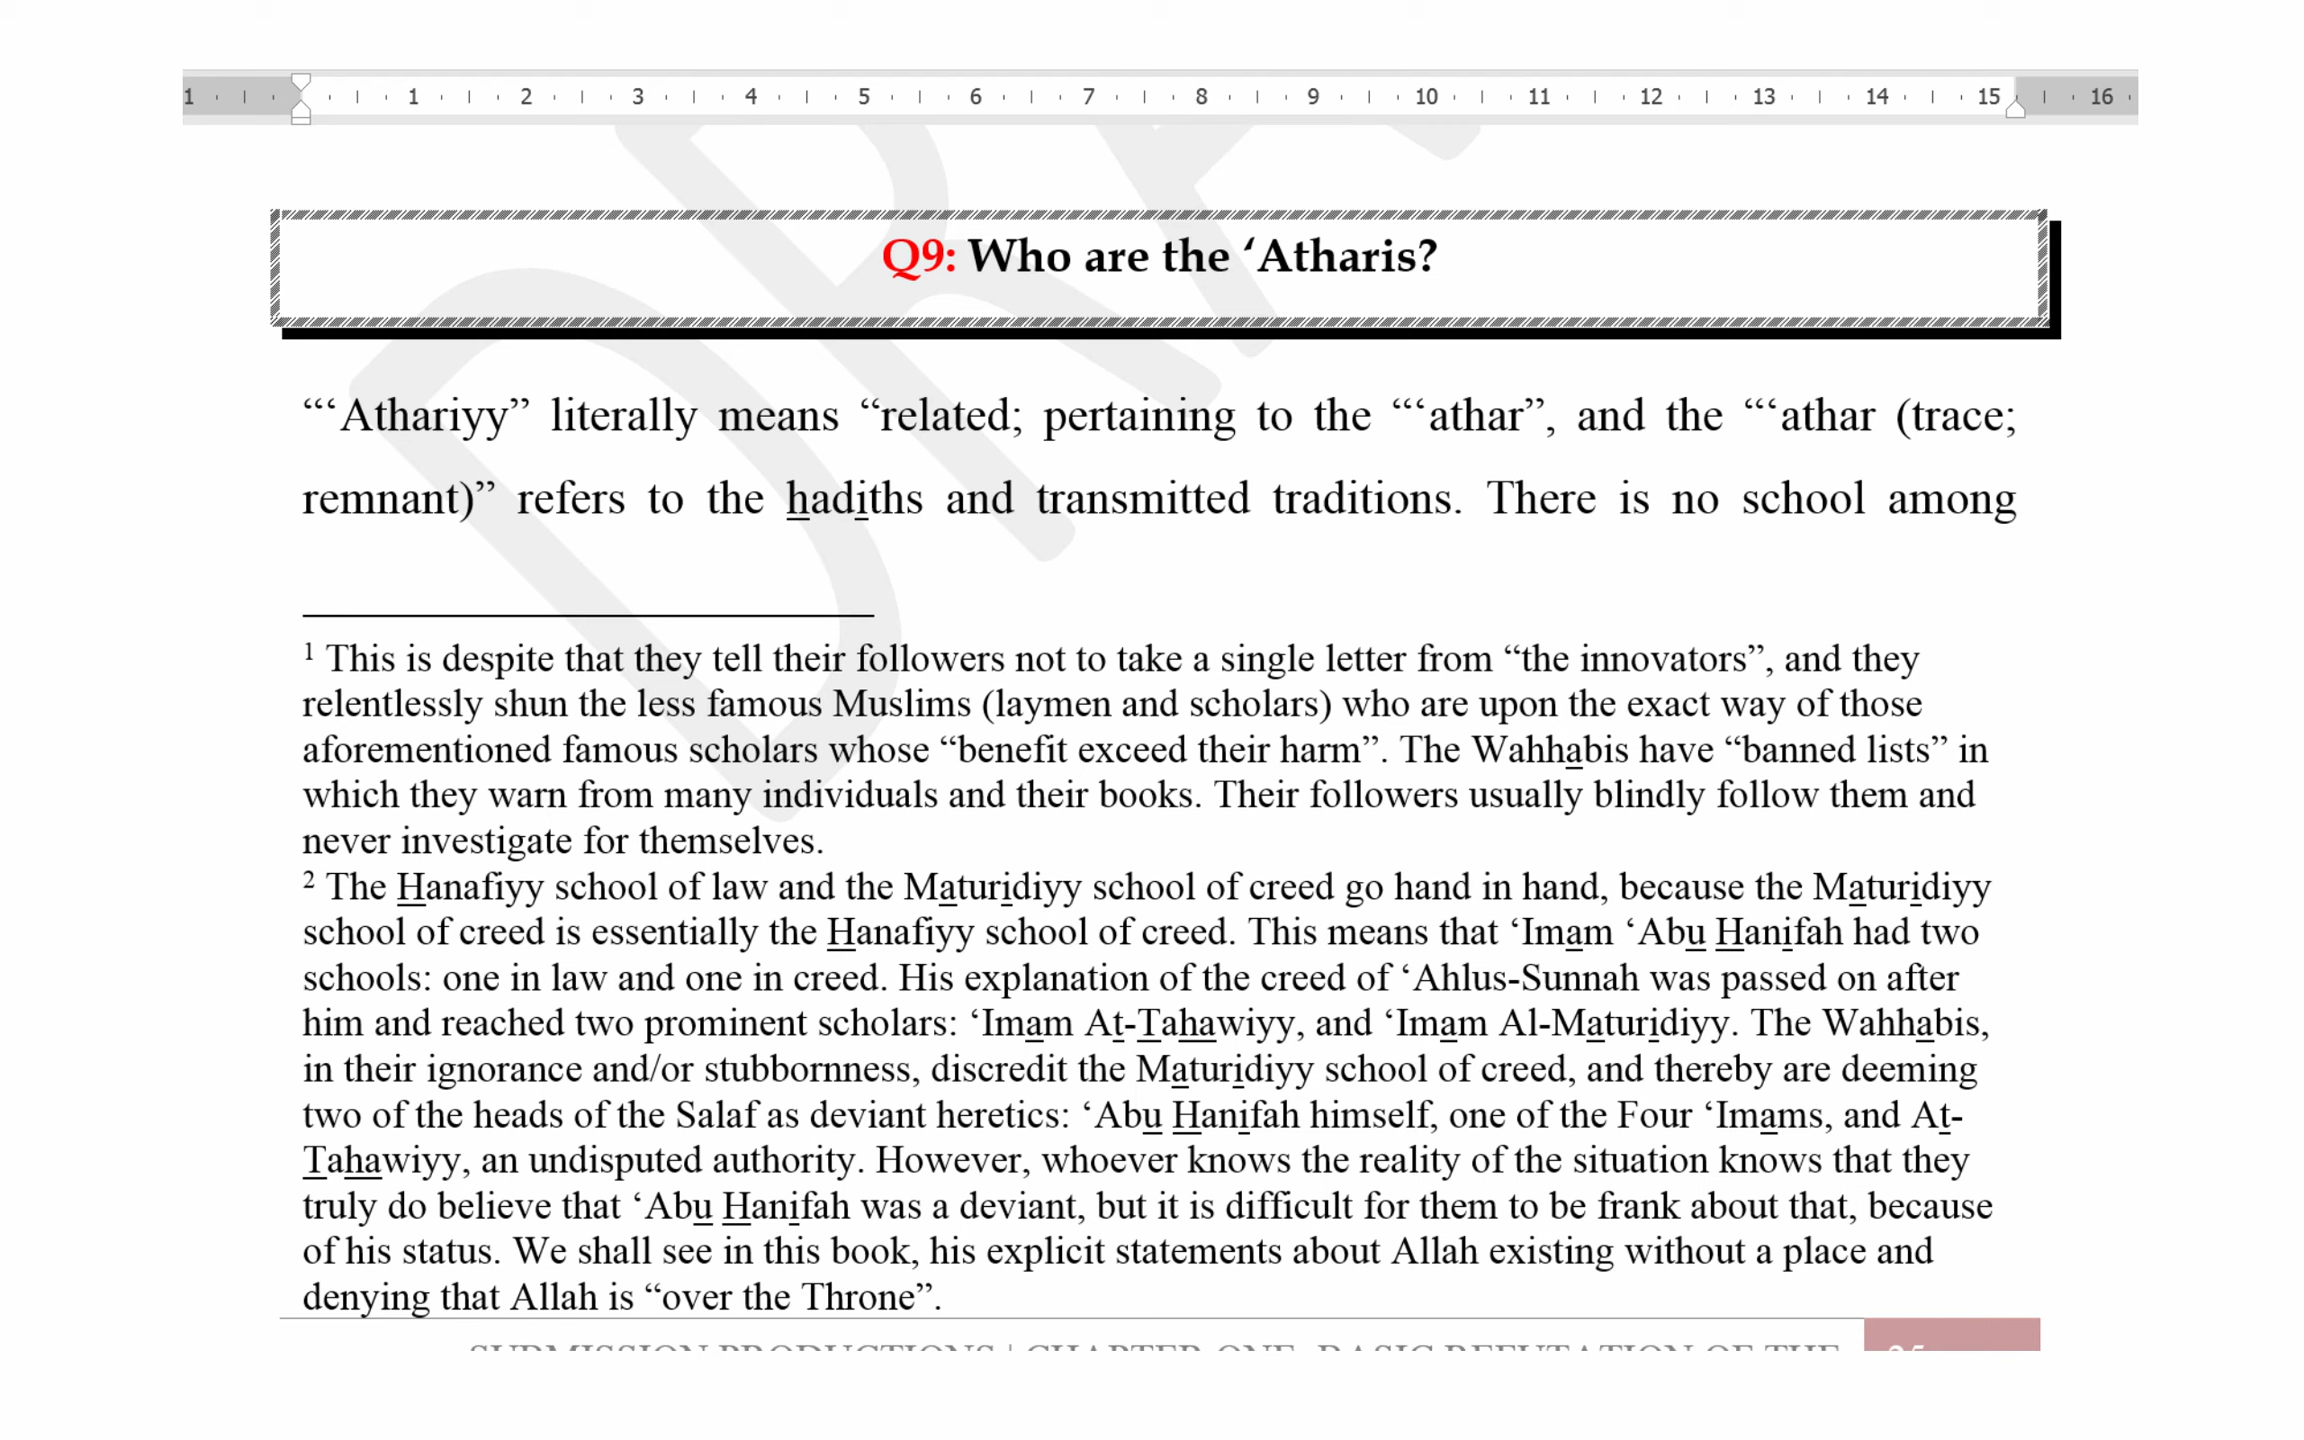 1 1 2 3 4 5 6 7 8 9 10 11 12 13 14 15 16
Q9: Who are the ‘Atharis?
“‘Athariyy” literally means “related; pertaining to the “‘athar”, and the “‘athar (trace;
remnant)” refers to the hadiths and transmitted traditions. There is no school among
1 This is despite that they tell their followers not to take a single letter from “the innovators”, and they
relentlessly shun the less famous Muslims (laymen and scholars) who are upon the exact way of those
aforementioned famous scholars whose “benefit exceed their harm”. The Wahhabis have “banned lists” in
which they warn from many individuals and their books. Their followers usually blindly follow them and
never investigate for themselves.
2 The Hanafiyy school of law and the Maturidiyy school of creed go hand in hand, because the Maturidiyy
school of creed is essentially the Hanafiyy school of creed. This means that ‘Imam ‘Abu Hanifah had two
schools: one in law and one in creed. His explanation of the creed of ‘Ahlus-Sunnah was passed on after
him and reached two prominent scholars: ‘Imam At-Tahawiyy, and ‘Imam Al-Maturidiyy. The Wahhabis,
in their ignorance and/or stubbornness, discredit the Maturidiyy school of creed, and thereby are deeming
two of the heads of the Salaf as deviant heretics: ‘Abu Hanifah himself, one of the Four ‘Imams, and At-
Tahawiyy, an undisputed authority. However, whoever knows the reality of the situation knows that they
truly do believe that ‘Abu Hanifah was a deviant, but it is difficult for them to be frank about that, because
of his status. We shall see in this book, his explicit statements about Allah existing without a place and
denying that Allah is “over the Throne”.
SUBMISSION PRODUCTIONS | CHAPTER ONE: BASIC REFUTATION OF THE